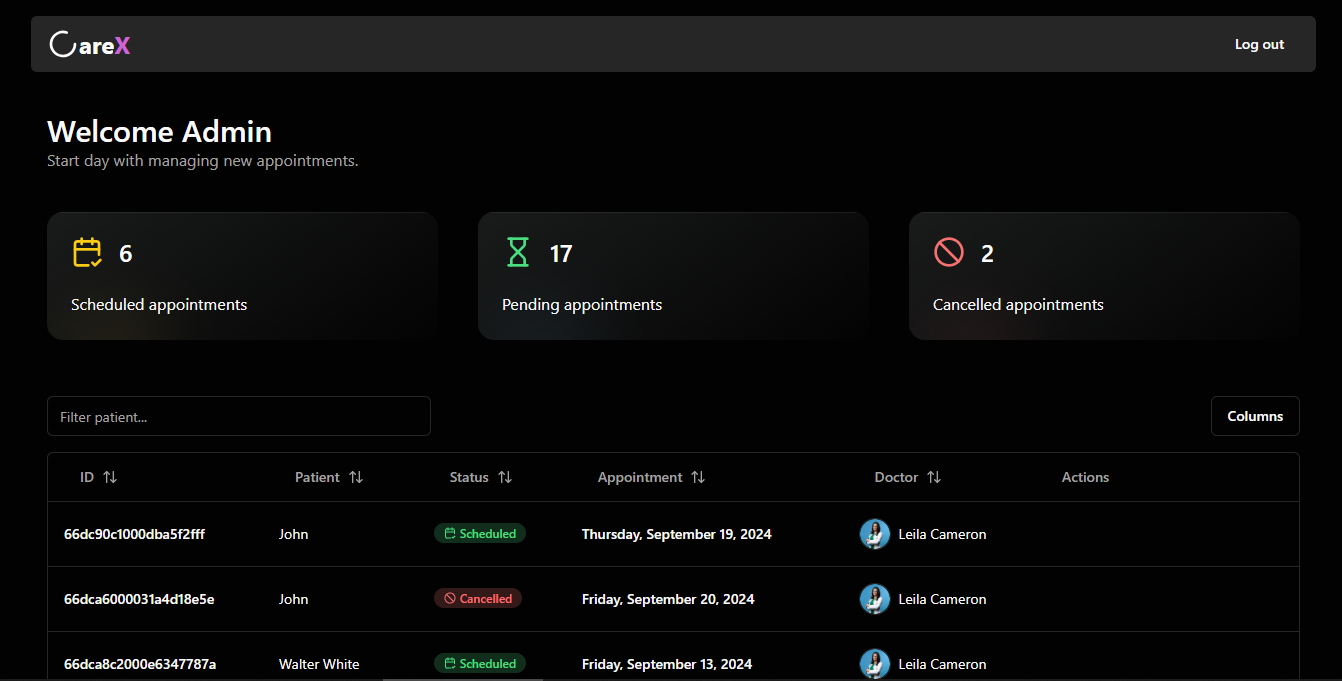 CareX
Log out
Welcome Admin
Start day with managing new appointments.
6
Scheduled appointments
17
Pending appointments
2
Cancelled appointments
Filter patient...
Columns
ID Patient Status Appointment Doctor Actions
66dc90c1000dba5f2fff John Scheduled Thursday, September 19, 2024 Leila Cameron
66dca6000031a4d18e5e John Cancelled Friday, September 20, 2024 Leila Cameron
66dca8c2000e6347787a Walter White Scheduled Friday, September 13, 2024 Leila Cameron